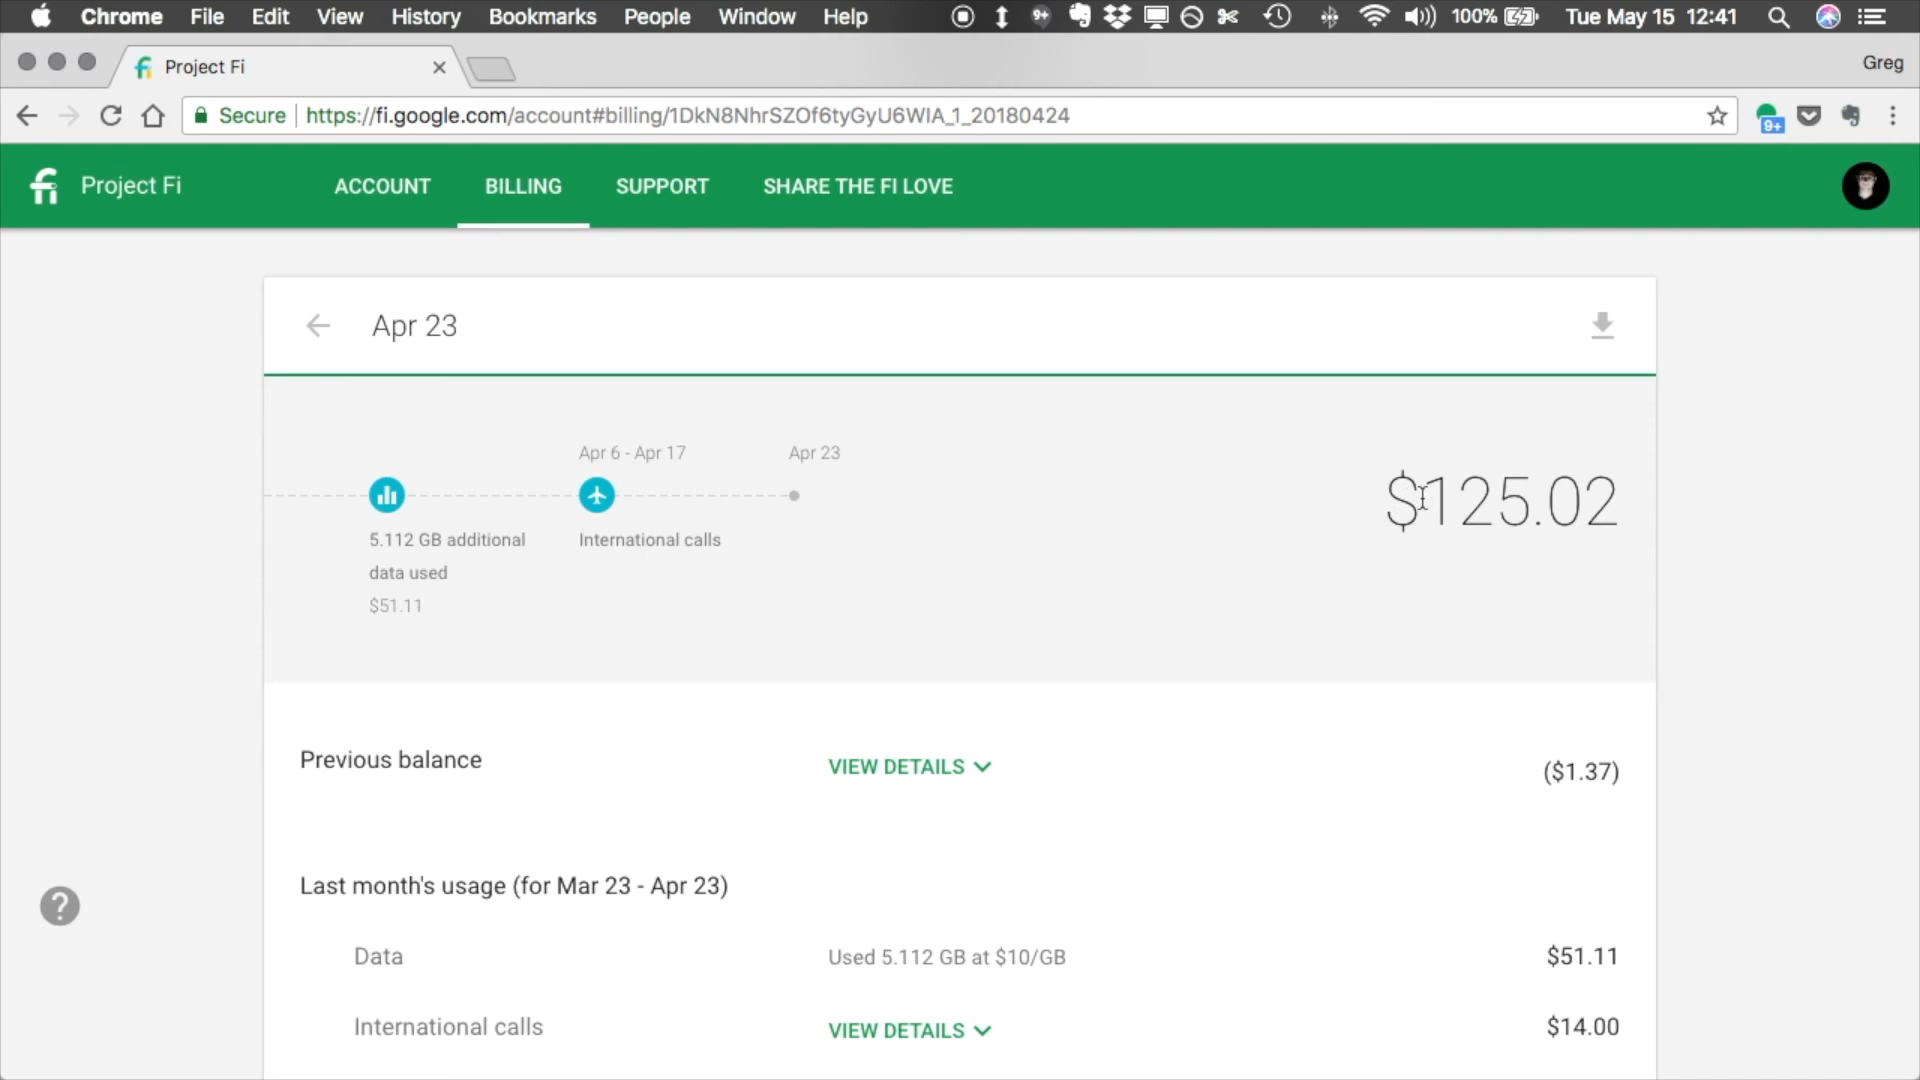 Chrome File Edit View History Bookmarks People Window Help 9+ 100% Tue May 15 12:41
Project Fi Greg
Secure https://fi.google.com/account#billing/1DkN8NhrSZOf6tyGyU6WIA_1_20180424 9+
fi Project Fi ACCOUNT BILLING SUPPORT SHARE THE FI LOVE
Apr 23
Apr 6 - Apr 17 Apr 23
$125.02
5.112 GB additional International calls
data used
$51.11
Previous balance VIEW DETAILS ($1.37)
Last month's usage (for Mar 23 - Apr 23)
?
Data Used 5.112 GB at $10/GB $51.11
International calls VIEW DETAILS $14.00